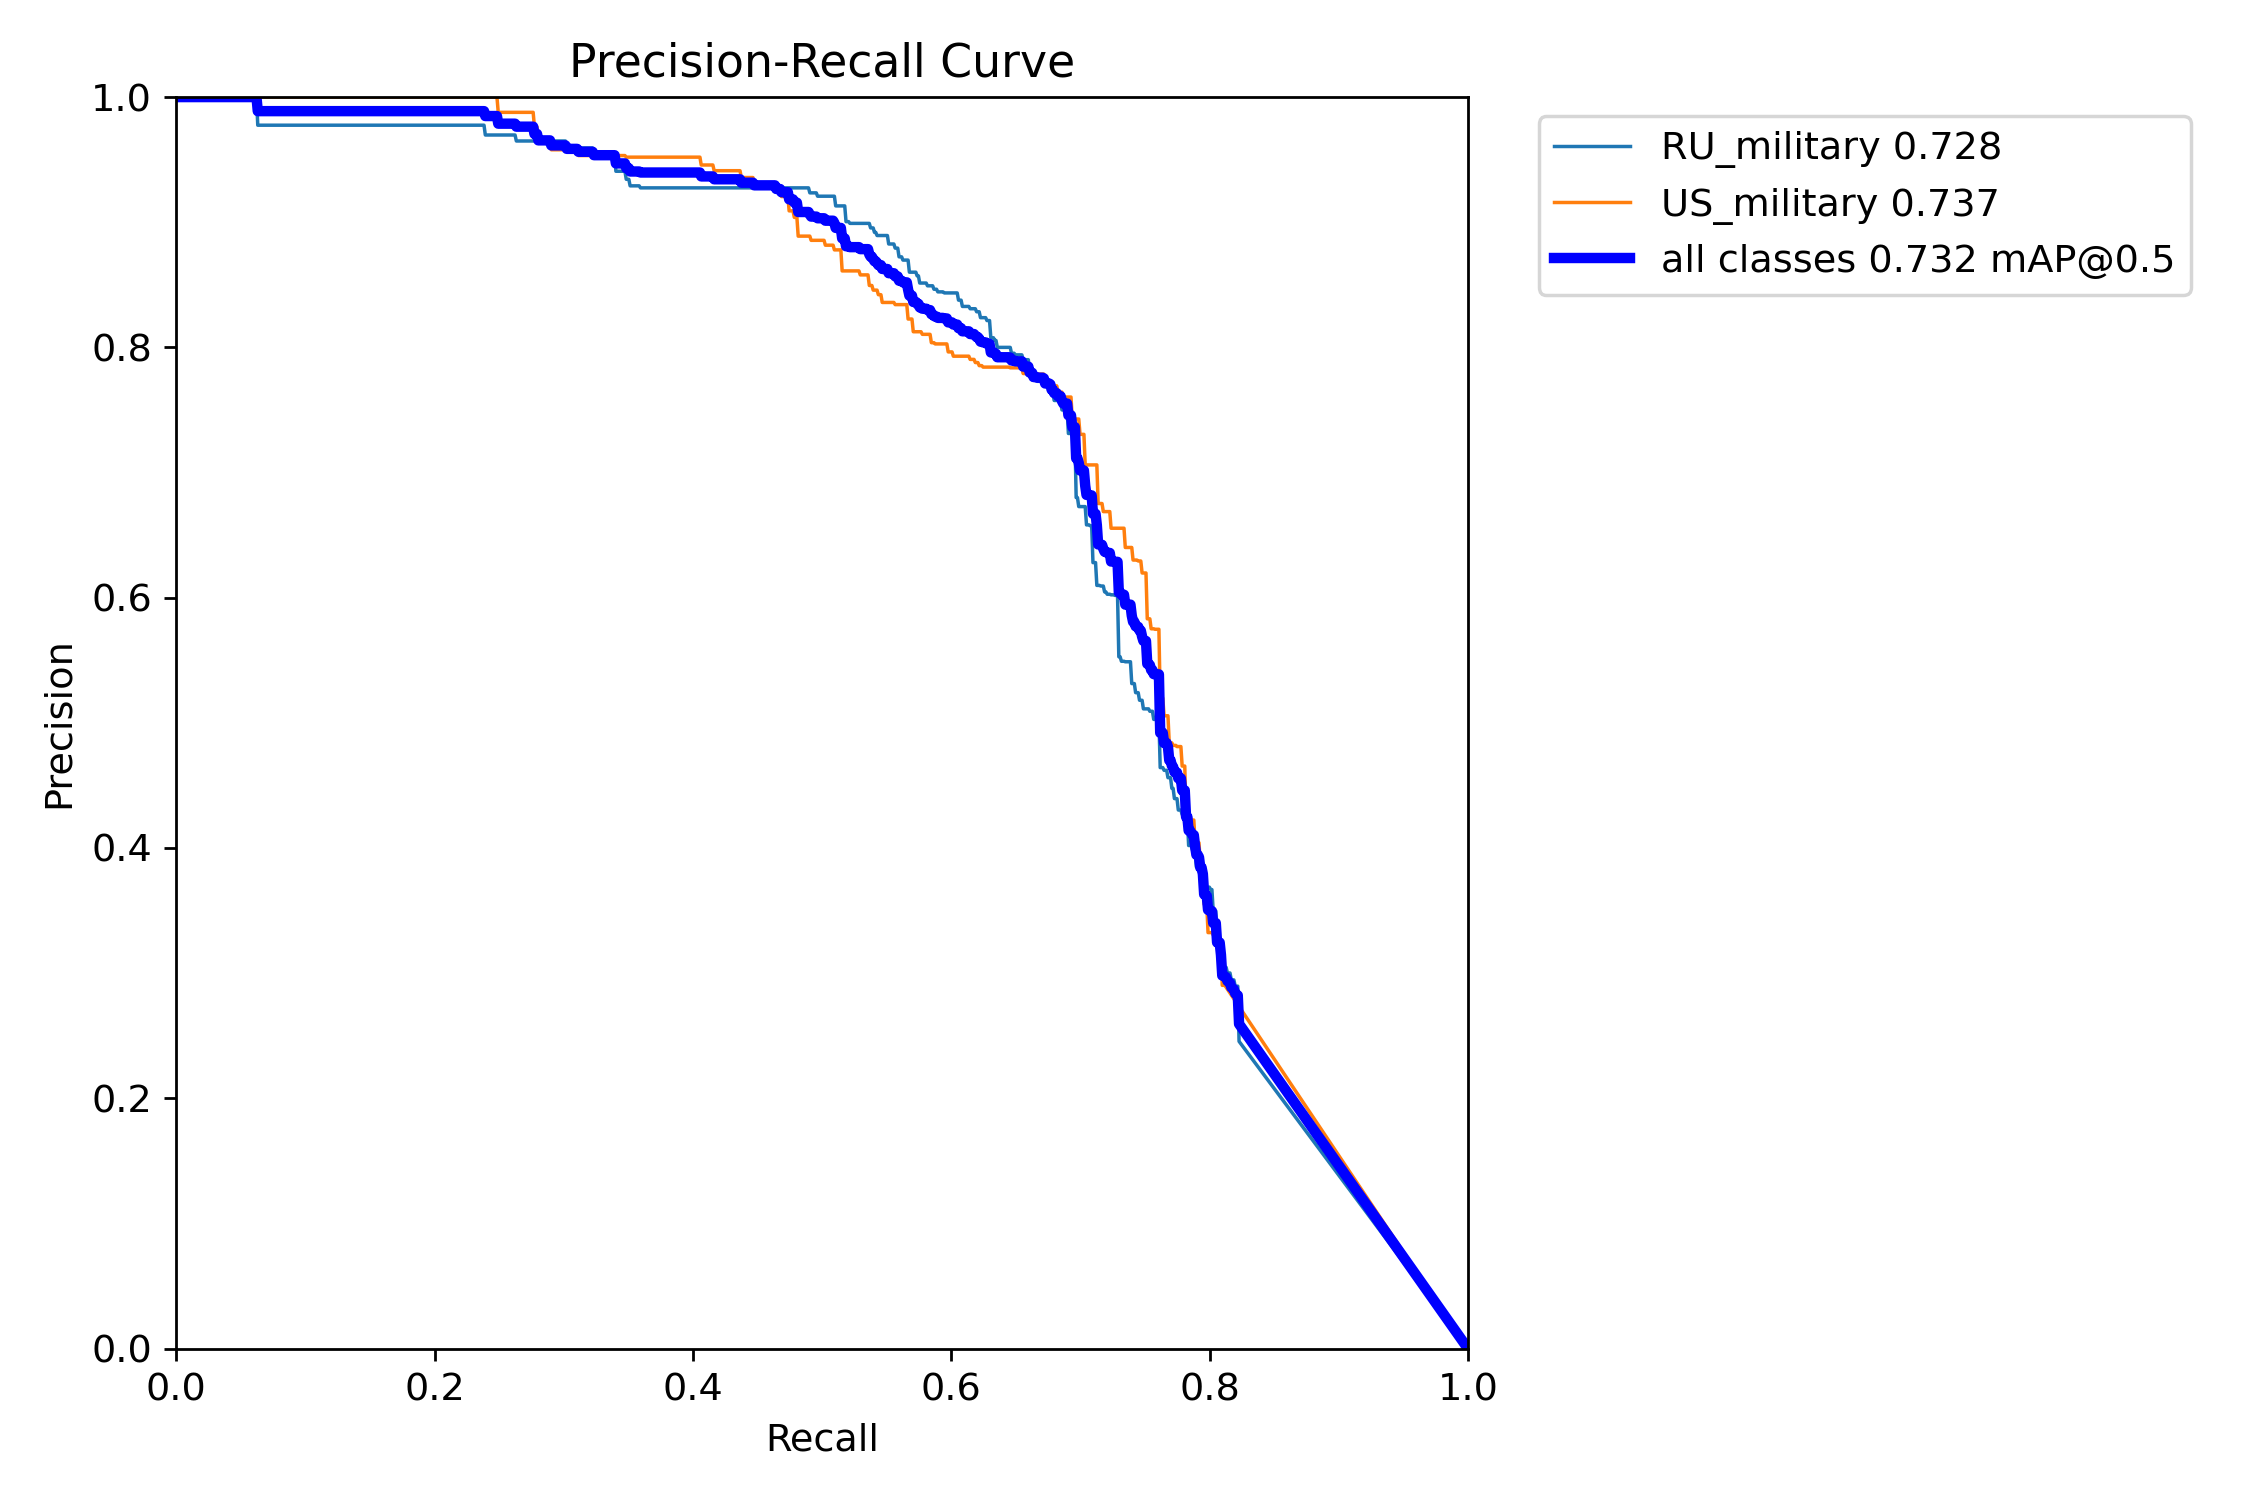 Precision-Recall Curve
1.0
0.8
0.6
0.4
0.2
0.0
Precision
0.0 0.2 0.4 0.6 0.8 1.0
Recall
RU_military 0.728
US_military 0.737
all classes 0.732 mAP@0.5